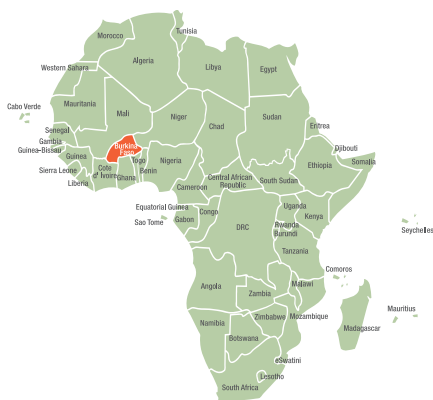 Tunisia
Morocco
Algeria
Libya
Egypt
Western Sahara
Cabo Verde
Mauritania
Mali
Niger
Chad
Sudan
Eritrea
Senegal
Gambia
Guinea-Bissau
Guinea
Sierra Leone
Liberia
Cote
d' Ivoire
Burkina
Faso
Ghana
Togo
Benin
Nigeria
Djibouti
Somalia
Ethiopia
Central African
Republic
South Sudan
Cameroon
Equatorial Guinea
Sao Tome
Gabon
Congo
DRC
Uganda
Kenya
Rwanda
Burundi
Seychelles
Tanzania
Comoros
Angola
Zambia
Malawi
Mozambique
Mauritius
Madagascar
Zimbabwe
Namibia
Botswana
eSwatini
Lesotho
South Africa